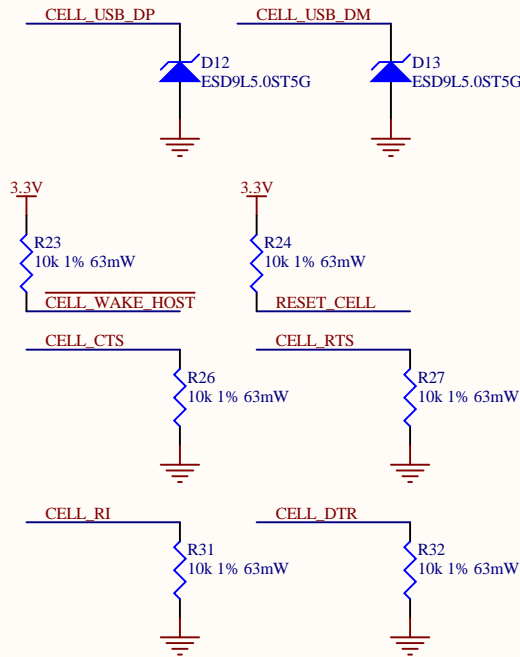 CELL_USB_DP
CELL_USB_DM
D12
ESD9L5.0ST5G
D13
ESD9L5.0ST5G
3.3V
3.3V
R23
10k 1% 63mW
R24
10k 1% 63mW
CELL_WAKE_HOST
RESET_CELL
CELL_CTS
CELL_RTS
R26
10k 1% 63mW
R27
10k 1% 63mW
CELL_RI
CELL_DTR
R31
10k 1% 63mW
R32
10k 1% 63mW